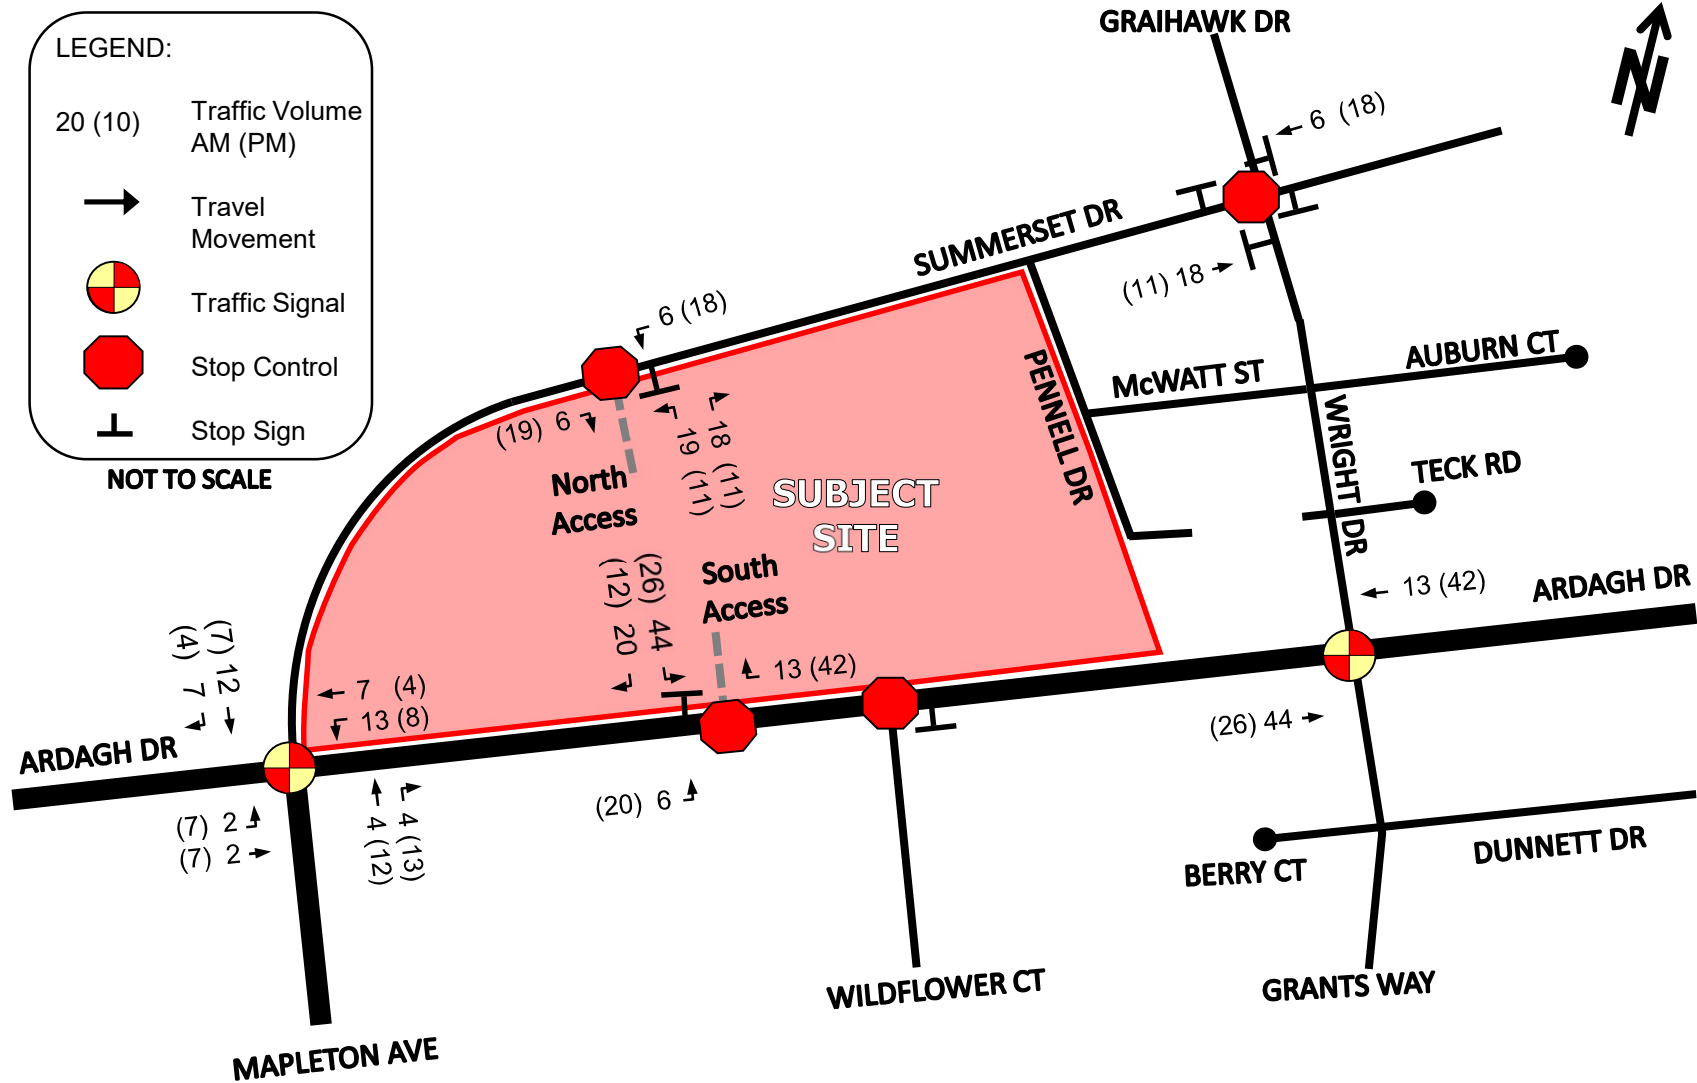 LEGEND:
20 (10)
Traffic Volume
AM (PM)
Travel
Movement
Traffic Signal
Stop Control
Stop Sign
NOT TO SCALE
GRAIHAWK DR
N
6 (18)
SUMMERSET DR
(11) 18
6 (18)
AUBURN CT
McWATT ST
PENNELL DR
WRIGHT DR
(19) 6
19 (11)
18 (11)
TECK RD
North
Access
SUBJECT
SITE
(12) 20
(26) 44
South
Access
13 (42)
ARDAGH DR
(4) 7
(7) 12
7 (4)
13 (8)
13 (42)
(26) 44
ARDAGH DR
(7) 2
(7) 2
4 (12)
4 (13)
(20) 6
BERRY CT
DUNNETT DR
WILDFLOWER CT
GRANTS WAY
MAPLETON AVE